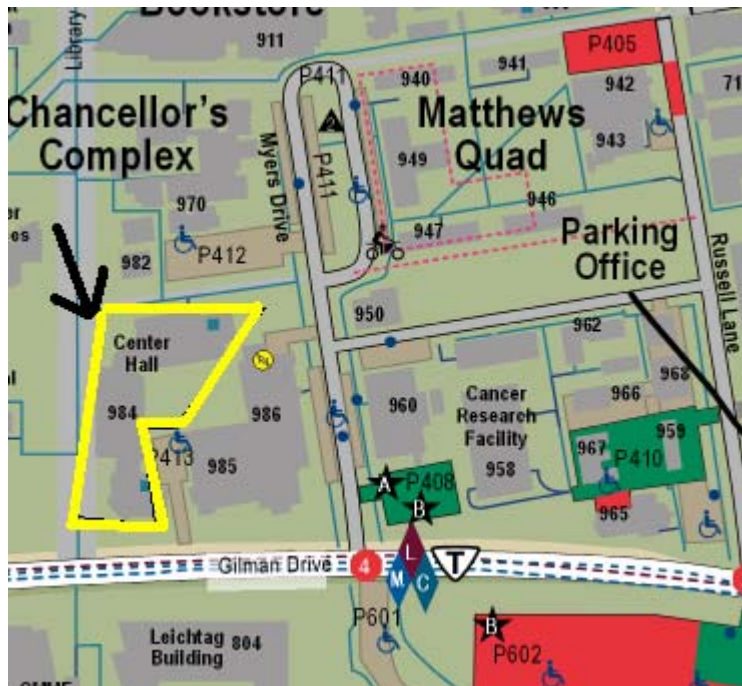 Bookstore
911
Library
P411
940
941
P405
942
71
Chancellor's
Complex
Myers Drive
P411
949
Matthews
Quad
943
970
946
947
P412
982
Parking
Office
Russell Lane
950
962
Center
Hall
984
986
960
Cancer
Research
Facility
966
968
P413
985
958
967
959
P410
P408
A
B
965
Gilman Drive
4
L
M
C
T
P601
Leichtag
Building
804
B
P602